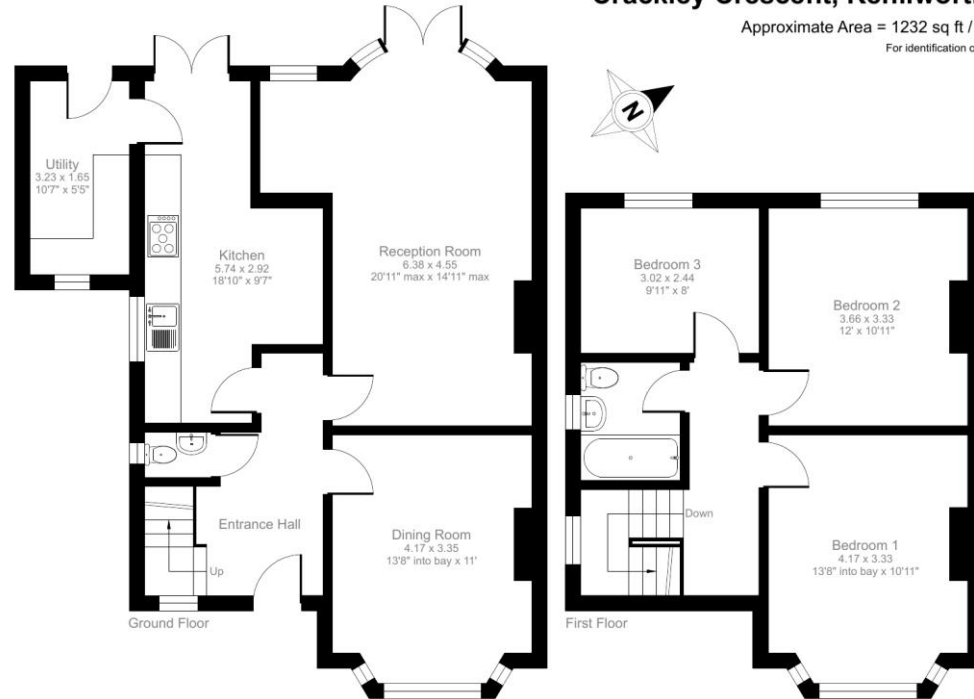 Crackley Crescent, Kenilwort
Approximate Area = 1232 sq ft /
For identification o
N
Utility
3.23 x 1.65
10'7" x 5'5"
Kitchen
5.74 x 2.92
18'10" x 9'7"
Reception Room
6.38 x 4.55
20'11" max x 14'11" max
Bedroom 3
3.02 x 2.44
9'11" x 8'
Bedroom 2
3.66 x 3.33
12' x 10'11"
Entrance Hall
Up
Dining Room
4.17 x 3.35
13'8" into bay x 11'
Down
Bedroom 1
4.17 x 3.33
13'8" into bay x 10'11"
Ground Floor
First Floor